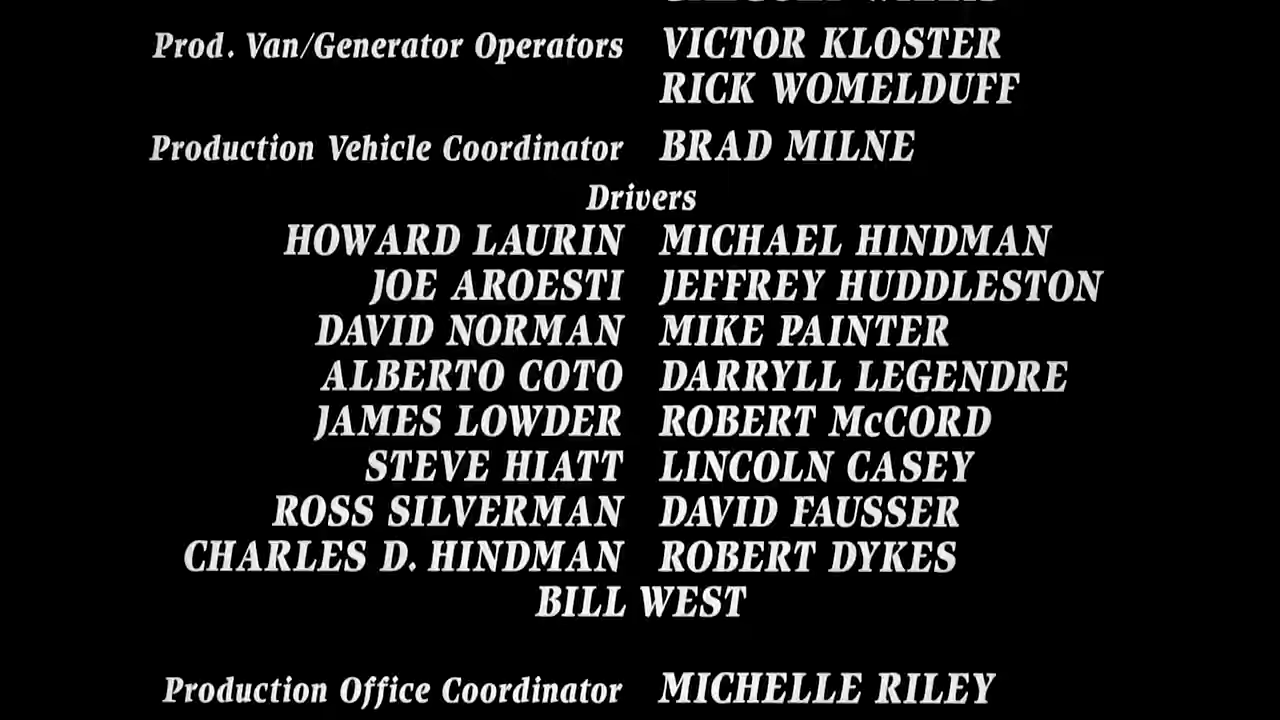 Prod. Van/Generator Operators VICTOR KLOSTER
RICK WOMELDUFF
Production Vehicle Coordinator BRAD MILNE
Drivers
HOWARD LAURIN MICHAEL HINDMAN
JOE AROESTI JEFFREY HUDDLESTON
DAVID NORMAN MIKE PAINTER
ALBERTO COTO DARRYLL LEGENDRE
JAMES LOWDER ROBERT McCORD
STEVE HIATT LINCOLN CASEY
ROSS SILVERMAN DAVID FAUSSER
CHARLES D. HINDMAN ROBERT DYKES
BILL WEST
Production Office Coordinator MICHELLE RILEY